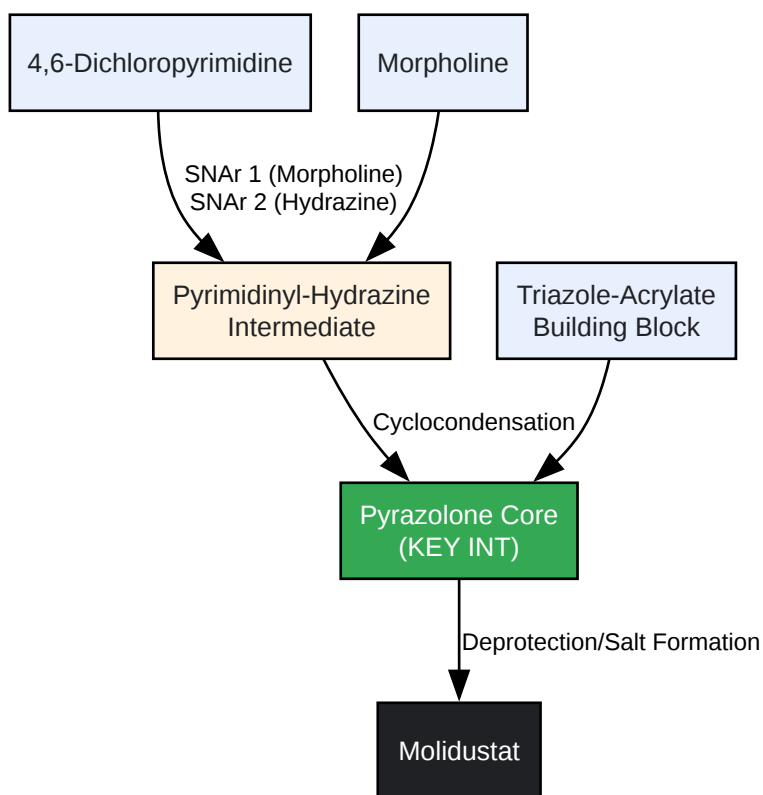 4,6-Dichloropyrimidine
Morpholine
SNAr 1 (Morpholine)
SNAr 2 (Hydrazine)
Pyrimidinyl-Hydrazine
Intermediate
Triazole-Acrylate
Building Block
Cyclocondensation
Pyrazolone Core
(KEY INT)
Deprotection/Salt Formation
Molidustat